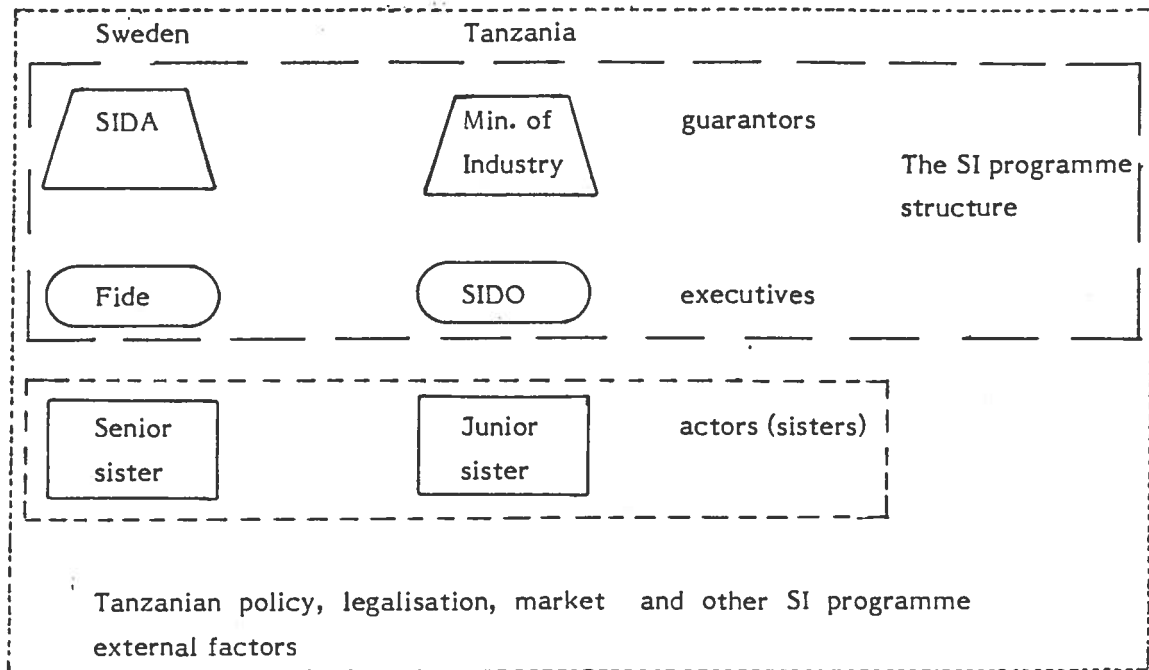 Sweden Tanzania
SIDA Min. of guarantors
Industry
The SI programme
structure
Fide SIDO executives
Senior Junior actors (sisters)
sister sister
Tanzanian policy, legalisation, market and other SI programme
external factors